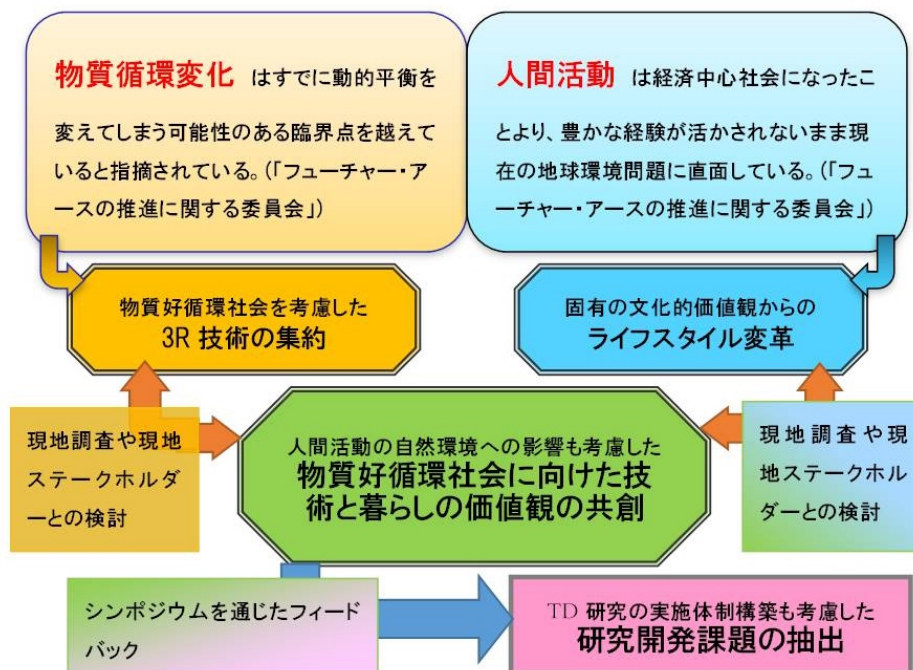 物質循環変化 はすでに動的平衡を
変えてしまう可能性のある臨界点を越えて
いると指摘されている。(「フューチャー・ア
ースの推進に関する委員会」)
人間活動 は経済中心社会になったこ
とより、豊かな経験が活かされないまま現
在の地球環境問題に直面している。(「フュ
ーチャー・アースの推進に関する委員会」)
物質好循環社会を考慮した
3R 技術の集約
固有の文化的価値観からの
ライフスタイル変革
現地調査や現地
ステークホルダ
ーとの検討
人間活動の自然環境への影響も考慮した
物質好循環社会に向けた技
術と暮らしの価値観の共創
現地調査や現
地ステークホル
ダーとの検討
シンポジウムを通じたフィード
バック
TD 研究の実施体制構築も考慮した
研究開発課題の抽出